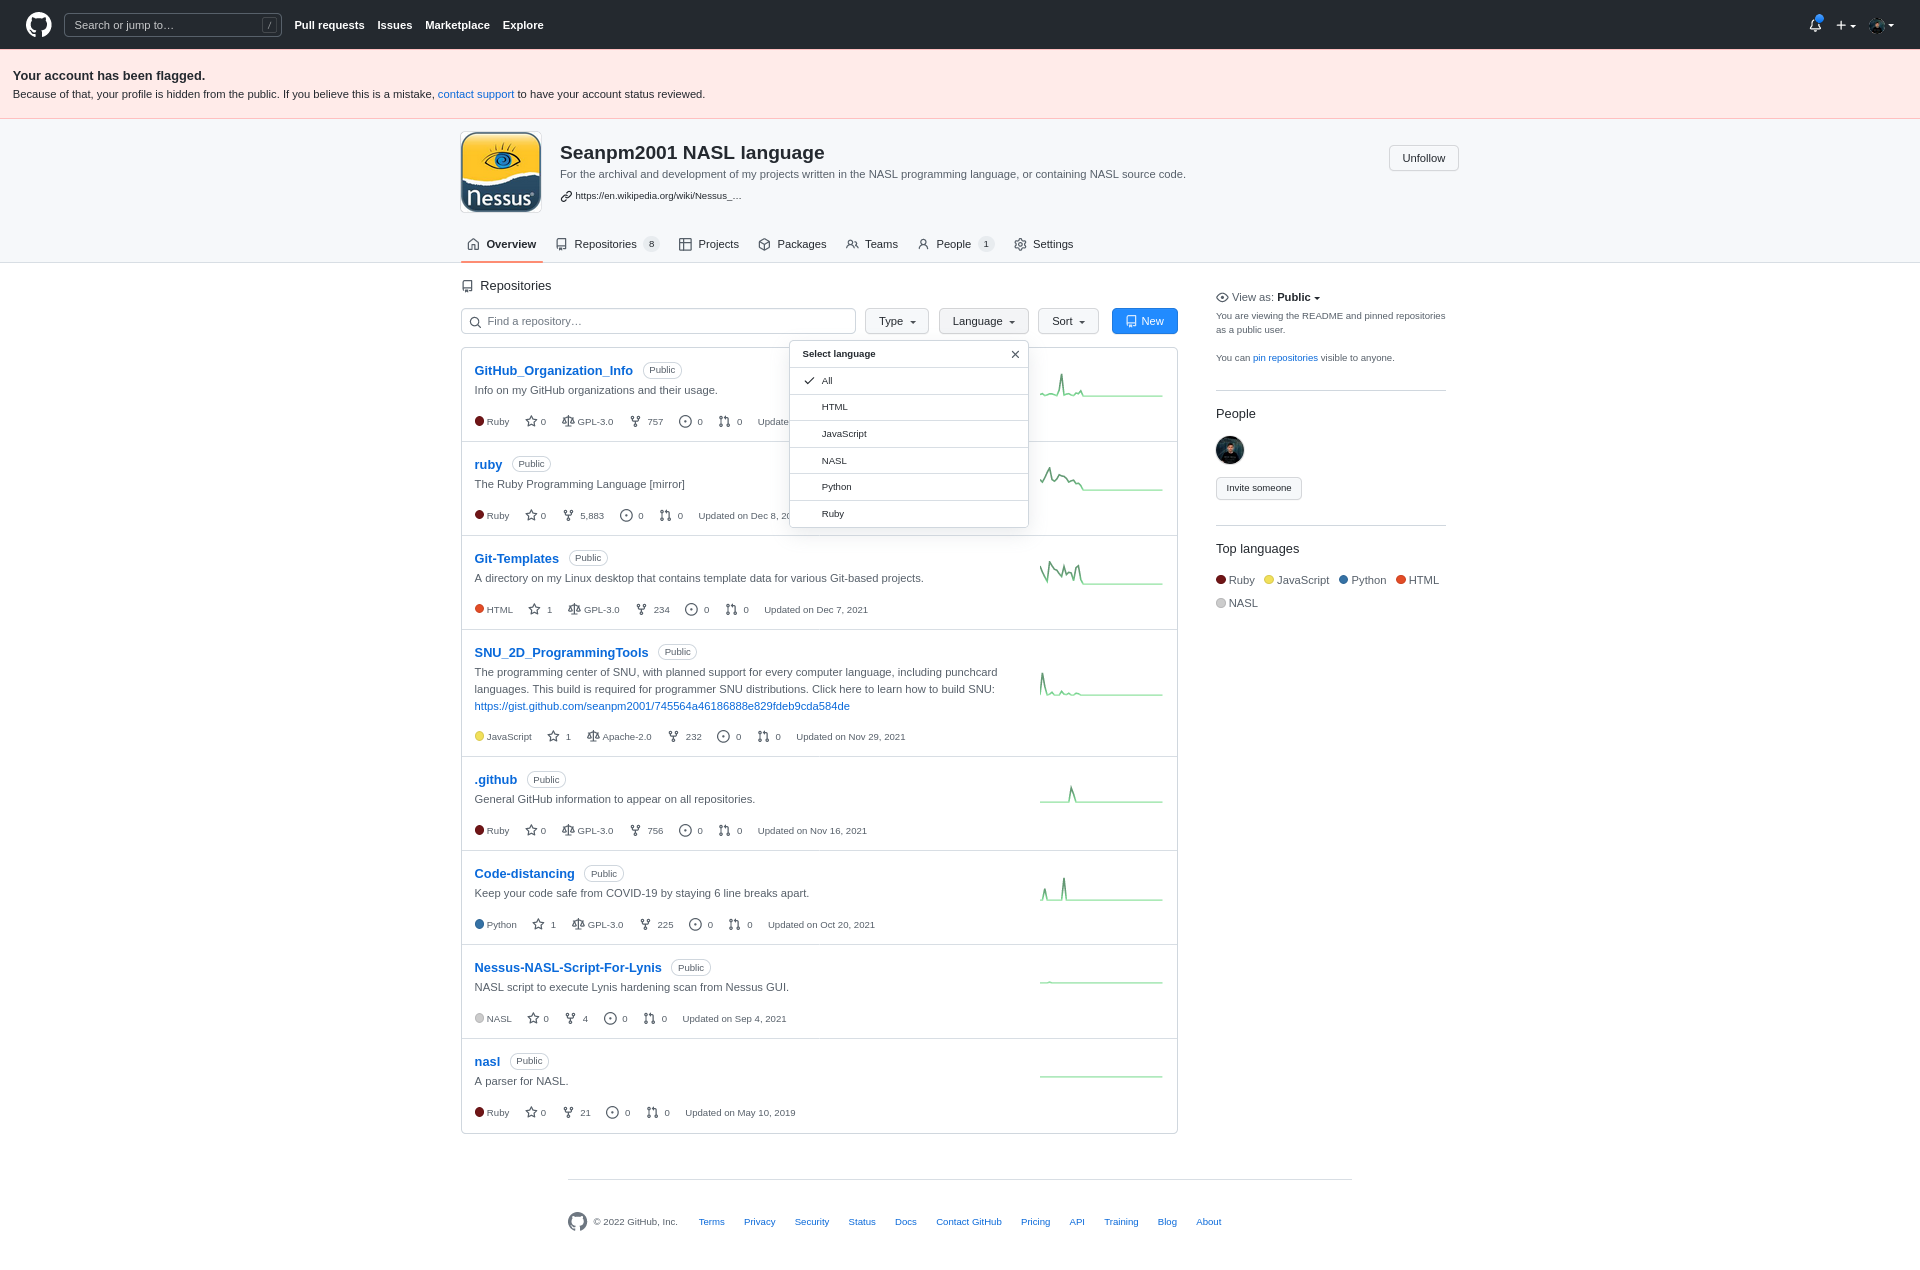 Search or jump to…
/
Pull requests Issues Marketplace Explore
Your account has been flagged.
Because of that, your profile is hidden from the public. If you believe this is a mistake, contact support to have your account status reviewed.
nessus
Seanpm2001 NASL language
For the archival and development of my projects written in the NASL programming language, or containing NASL source code.
https://en.wikipedia.org/wiki/Nessus_…
Unfollow
Overview Repositories 8 Projects Packages Teams People 1 Settings
Repositories
Find a repository…
Type Language Sort New
Select language
All
HTML
JavaScript
NASL
Python
Ruby
GitHub_Organization_Info Public
Info on my GitHub organizations and their usage.
Ruby 0 GPL-3.0 757 0 0 Update
ruby Public
The Ruby Programming Language [mirror]
Ruby 0 5,883 0 0 Updated on Dec 8, 20
Git-Templates Public
A directory on my Linux desktop that contains template data for various Git-based projects.
HTML 1 GPL-3.0 234 0 0 Updated on Dec 7, 2021
SNU_2D_ProgrammingTools Public
The programming center of SNU, with planned support for every computer language, including punchcard
languages. This build is required for programmer SNU distributions. Click here to learn how to build SNU:
https://gist.github.com/seanpm2001/745564a46186888e829fdeb9cda584de
JavaScript 1 Apache-2.0 232 0 0 Updated on Nov 29, 2021
.github Public
General GitHub information to appear on all repositories.
Ruby 0 GPL-3.0 756 0 0 Updated on Nov 16, 2021
Code-distancing Public
Keep your code safe from COVID-19 by staying 6 line breaks apart.
Python 1 GPL-3.0 225 0 0 Updated on Oct 20, 2021
Nessus-NASL-Script-For-Lynis Public
NASL script to execute Lynis hardening scan from Nessus GUI.
NASL 0 4 0 0 Updated on Sep 4, 2021
nasl Public
A parser for NASL.
Ruby 0 21 0 0 Updated on May 10, 2019
View as: Public
You are viewing the README and pinned repositories
as a public user.
You can pin repositories visible to anyone.
People
Invite someone
Top languages
Ruby JavaScript Python HTML
NASL
© 2022 GitHub, Inc. Terms Privacy Security Status Docs Contact GitHub Pricing API Training Blog About